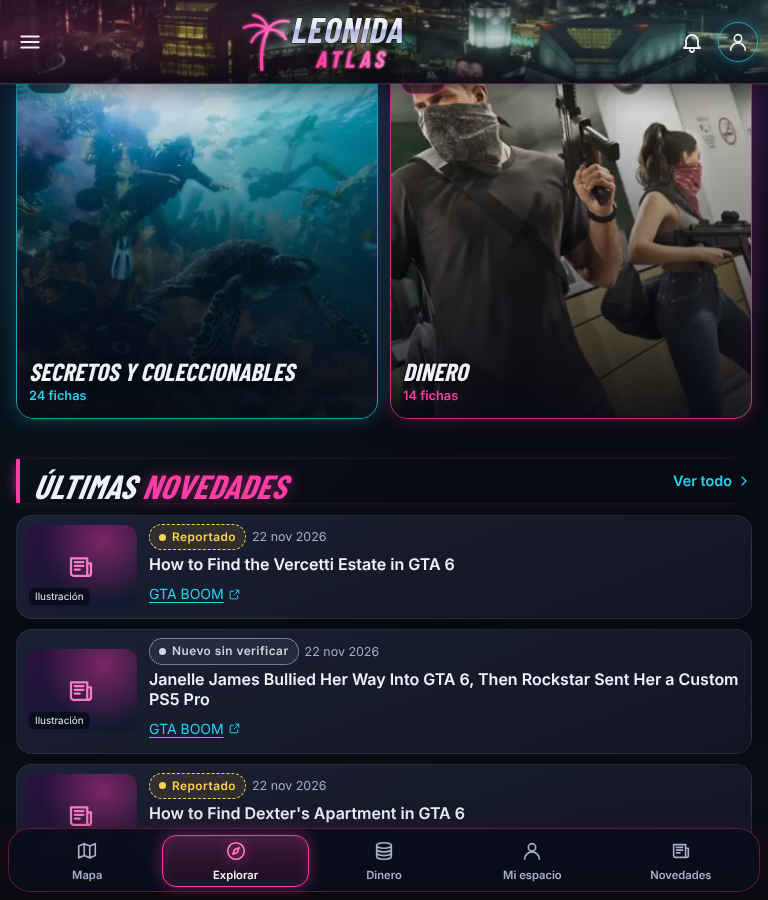 LEONIDA
ATLAS
SECRETOS Y COLECCIONABLES
24 fichas
DINERO
14 fichas
ÚLTIMAS NOVEDADES
Ver todo
Reportado 22 nov 2026
How to Find the Vercetti Estate in GTA 6
GTA BOOM
Ilustración
Nuevo sin verificar 22 nov 2026
Janelle James Bullied Her Way Into GTA 6, Then Rockstar Sent Her a Custom
PS5 Pro
GTA BOOM
Ilustración
Reportado 22 nov 2026
How to Find Dexter's Apartment in GTA 6
Mapa
Explorar
Dinero
Mi espacio
Novedades